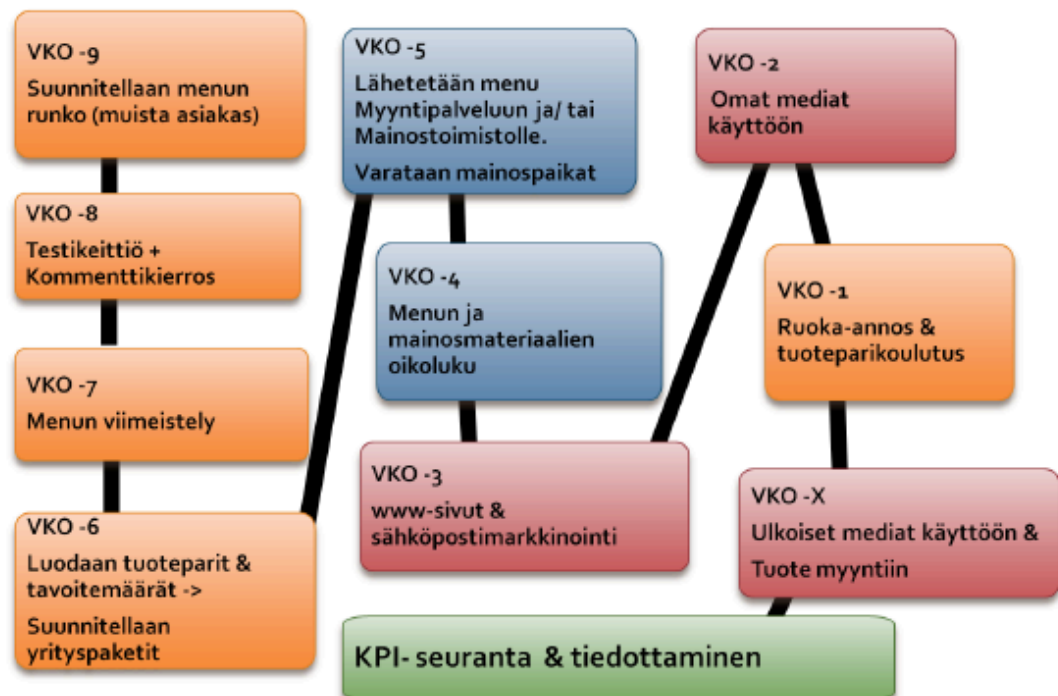 VKO -9
Suunnitellaan menun
runko (muista asiakas)
VKO -8
Testikeittiö +
Kommenttikierros
VKO -7
Menun viimeistely
VKO -6
Luodaan tuoteparit &
tavoitemäärät ->
Suunnitellaan
yrityspaketit
VKO -5
Lähetetään menu
Myyntipalveluun ja/ tai
Mainostoimistolle.
Varataan mainospaikat
VKO -4
Menun ja
mainosmateriaalien
oikoluku
VKO -3
www-sivut &
sähköpostimarkkinointi
VKO -2
Omat mediat
käyttöön
VKO -1
Ruoka-annos &
tuoteparikoulutus
VKO -X
Ulkoiset mediat käyttöön &
Tuote myyntiin
KPI- seuranta & tiedottaminen